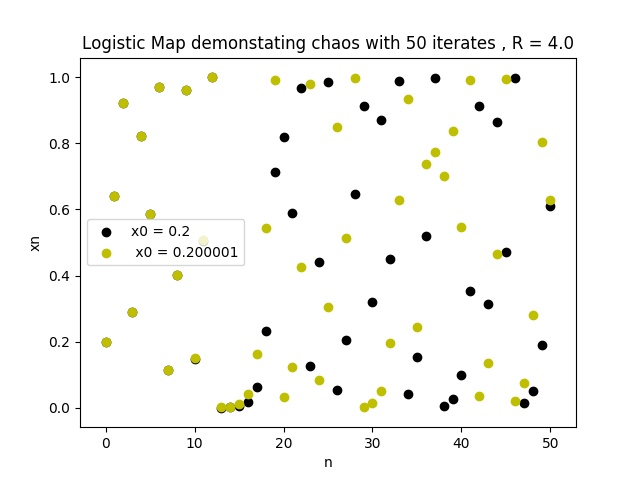 Logistic Map demonstating chaos with 50 iterates , R = 4.0
1.0
0.8
0.6
0.4
0.2
0.0
xn
x0 = 0.2
x0 = 0.200001
0 10 20 30 40 50
n